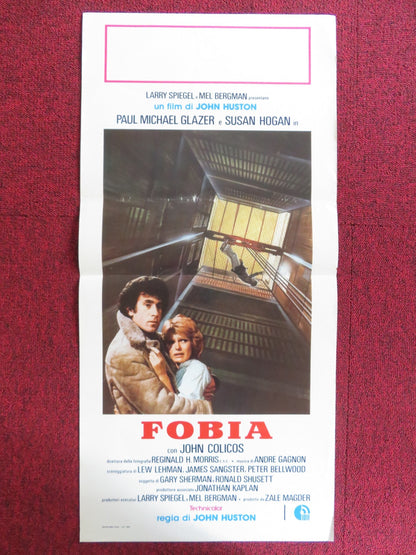 LARRY SPIEGEL e MEL BERGMAN presentano
un film di JOHN HUSTON
PAUL MICHAEL GLAZER e SUSAN HOGAN in
FOBIA
con JOHN COLICOS
direttore della fotografia REGINALD H. MORRIS c.s.c. • musica di ANDRE GAGNON
sceneggiatura di LEW LEHMAN, JAMES SANGSTER, PETER BELLWOOD
soggetto di GARY SHERMAN, RONALD SHUSETT
produttore associato JONATHAN KAPLAN
produttori esecutivi LARRY SPIEGEL e MEL BERGMAN • prodotto da ZALE MAGDER
Technicolor
regia di JOHN HUSTON